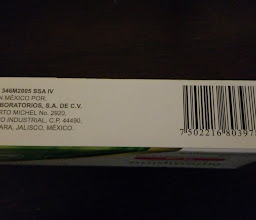 346M2005 SSA IV
N MÉXICO POR,
BORATORIOS, S.A. DE C.V.
RTO MICHEL No. 2920,
O INDUSTRIAL, C.P. 44490,
ARA, JALISCO, MÉXICO.
7 502216 80397